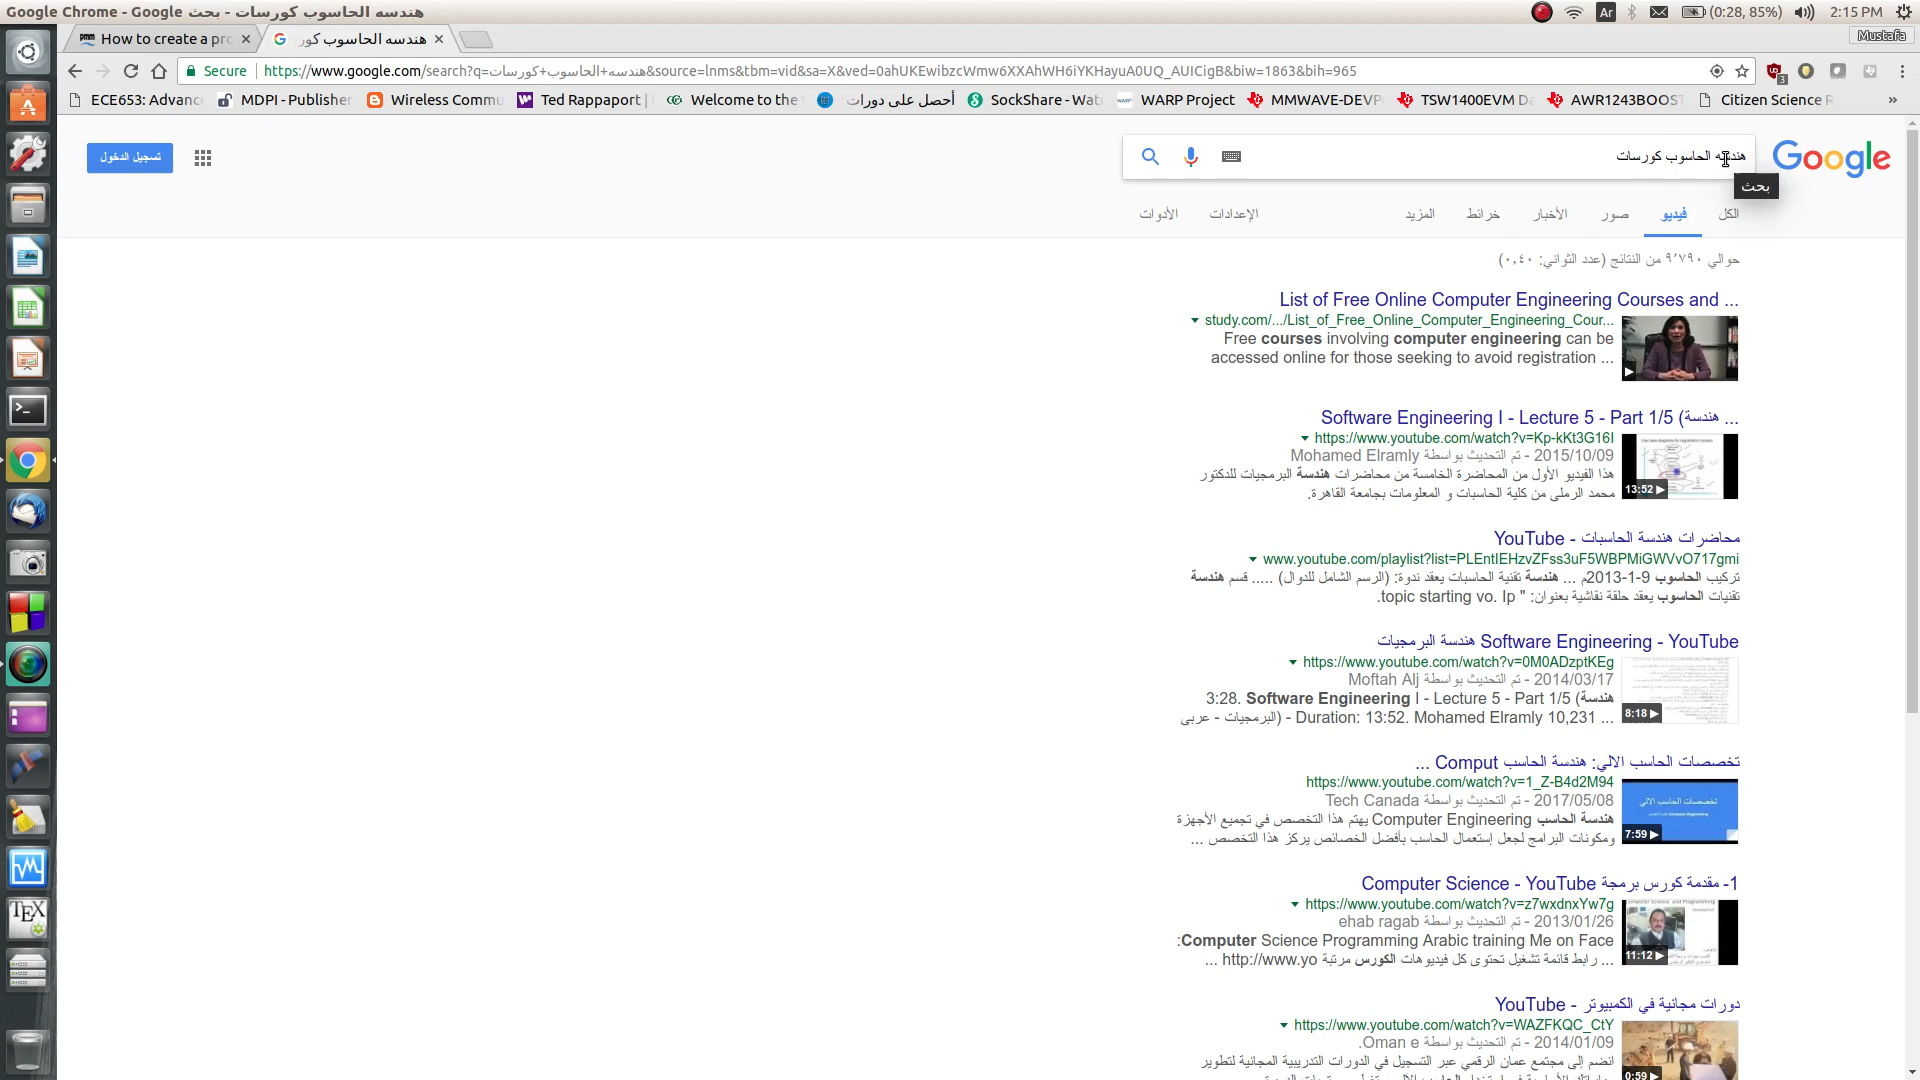 هندسه الحاسوب كورسات - بحث Google - Google Chrome
Ar
(0:28, 85%)
2:15 PM
How to create a pro
هندسه الحاسوب كور
Mustafa
Secure
https://www.google.com/search?q=هندسه+الحاسوب+كورسات&source=lnms&tbm=vid&sa=X&ved=0ahUKEwibzcWmw6XXAhWH6iYKHayuA0UQ_AUICigB&biw=1863&bih=965
3
ECE653: Advanc
MDPI - Publisher
Wireless Commu
Ted Rappaport |
Welcome to the
أحصل على دورات
SockShare - Wat
WARP Project
MMWAVE-DEVP
TSW1400EVM Da
AWR1243BOOST
Citizen Science R
»
هندسه الحاسوب كورسات
Google
بحث
تسجيل الدخول
الكل
فيديو
صور
الأخبار
خرائط
المزيد
الإعدادات
الأدوات
حوالي ٩٬٧٩٠ من النتائج (عدد الثواني: ٠,٤٠)
List of Free Online Computer Engineering Courses and ...
study.com/.../List_of_Free_Online_Computer_Engineering_Cour...
Free courses involving computer engineering can be
accessed online for those seeking to avoid registration ...
Software Engineering I - Lecture 5 - Part 1/5 (هندسة ...
https://www.youtube.com/watch?v=Kp-kKt3G16I
2015/10/09 - تم التحديث بواسطة Mohamed Elramly
هذا الفيديو الأول من المحاضرة الخامسة من محاضرات هندسة البرمجيات للدكتور
محمد الرملى من كلية الحاسبات و المعلومات بجامعة القاهرة.
13:52
محاضرات هندسة الحاسبات - YouTube
www.youtube.com/playlist?list=PLEntIEHzvZFss3uF5WBPMiGWVvO717gmi
تركيب الحاسوب 9-1-2013م ... هندسة تقنية الحاسبات يعقد ندوة: (الرسم الشامل للدوال) ..... قسم هندسة
تقنيات الحاسوب يعقد حلقة نقاشية بعنوان: " topic starting vo. Ip.
Software Engineering - YouTube هندسة البرمجيات
https://www.youtube.com/watch?v=0M0ADzptKEg
2014/03/17 - تم التحديث بواسطة Moftah Alj
3:28. Software Engineering I - Lecture 5 - Part 1/5 (هندسة
البرمجيات - عربى) - Duration: 13:52. Mohamed Elramly 10,231 ...
8:18
تخصصات الحاسب الالي: هندسة الحاسب Comput ...
https://www.youtube.com/watch?v=1_Z-B4d2M94
2017/05/08 - تم التحديث بواسطة Tech Canada
هندسة الحاسب Computer Engineering يهتم هذا التخصص في تجميع الأجهزة
ومكونات البرامج لجعل إستعمال الحاسب بأفضل الخصائص يركز هذا التخصص ...
تخصصات الحاسب الالي
7:59
1- مقدمة كورس برمجة Computer Science - YouTube
https://www.youtube.com/watch?v=z7wxdnxYw7g
2013/01/26 - تم التحديث بواسطة ehab ragab
Computer Science Programming Arabic training Me on Face:
... رابط قائمة تشغيل تحتوى كل فيديوهات الكورس مرتبة http://www.yo ...
11:12
دورات مجانية في الكمبيوتر - YouTube
https://www.youtube.com/watch?v=WAZFKQC_CtY
2014/01/09 - تم التحديث بواسطة Oman e.
انضم إلى مجتمع عمان الرقمي عبر التسجيل في الدورات التدريبية المجانية لتطوير
0:59
TEX